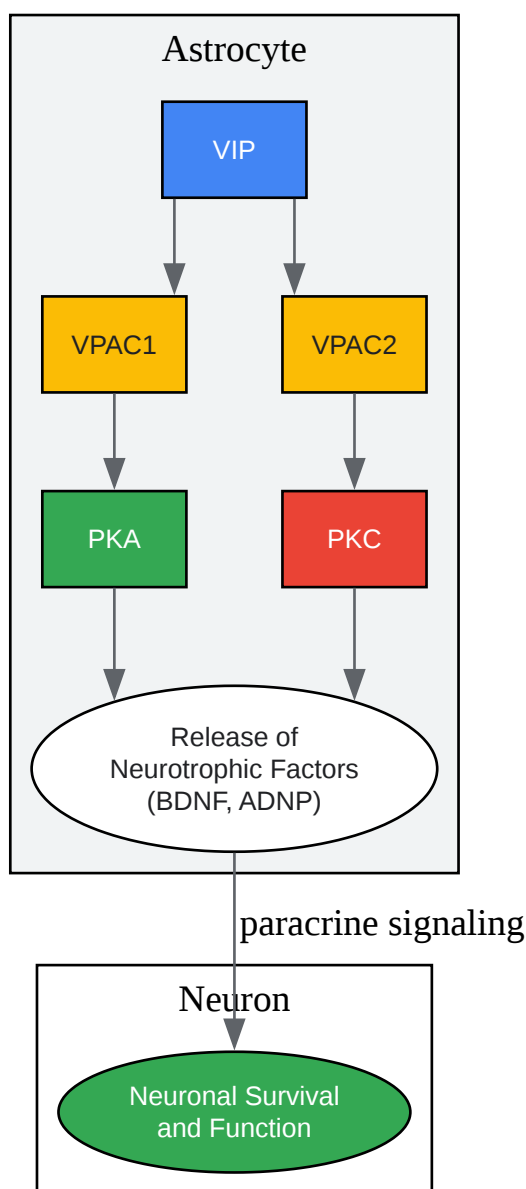 Astrocyte
VIP
VPAC1
VPAC2
PKA
PKC
Release of
Neurotrophic Factors
(BDNF, ADNP)
paracrine signaling
Neuron
Neuronal Survival
and Function